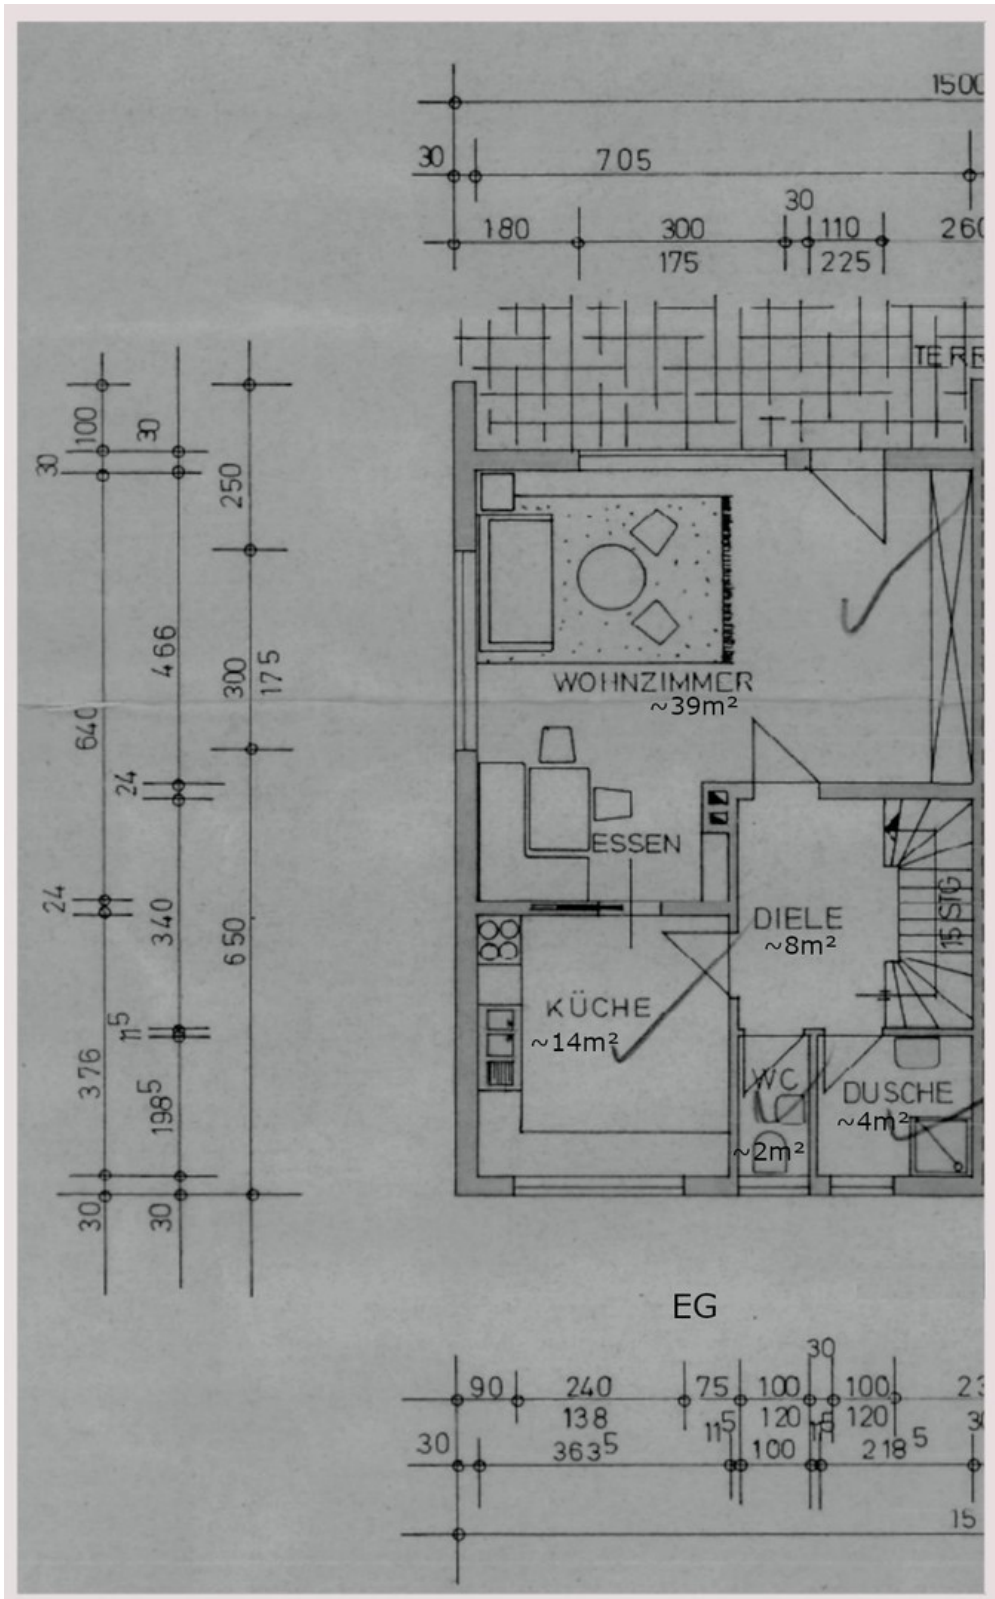 1500
30 705
30
180 300 110 260
175 225
TERR
100
30
30
250
466
300
175
640
24
24
340
650
11⁵
376
198⁵
30
30
WOHNZIMMER
~39m²
ESSEN
DIELE
~8m²
15 STG
KÜCHE
~14m²
WC
~2m²
DUSCHE
~4m²
EG
30
90 240 75 100 100 23
138 120 120
30 363⁵ 11⁵ 100 11⁵ 218⁵ 30
15